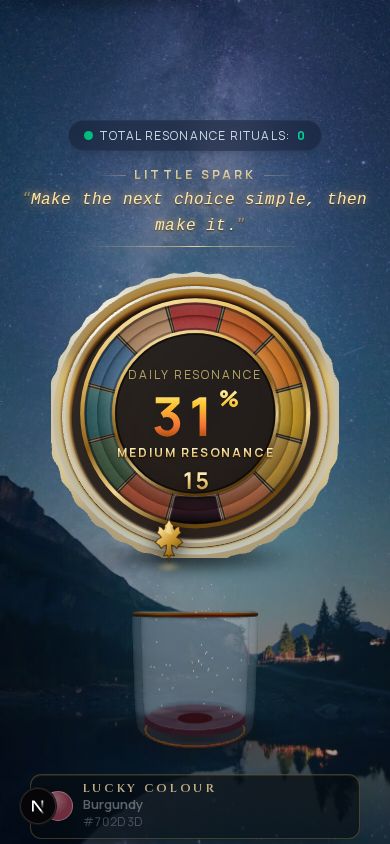 TOTAL RESONANCE RITUALS: 0
LITTLE SPARK
"Make the next choice simple, then
make it."
DAILY RESONANCE
31%
MEDIUM RESONANCE
15
LUCKY COLOUR
N
Burgundy
#702D3D